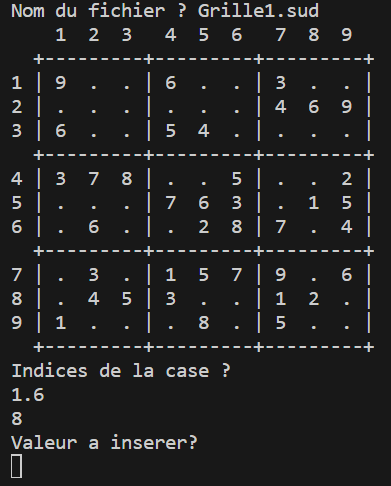 Nom du fichier ? Grille1.sud
    1  2  3   4  5  6   7  8  9
  +---------+---------+---------+
1 | 9  .  . | 6  .  . | 3  .  . |
2 | .  .  . | .  .  . | 4  6  9 |
3 | 6  .  . | 5  4  . | .  .  . |
  +---------+---------+---------+
4 | 3  7  8 | .  .  5 | .  .  2 |
5 | .  .  . | 7  6  3 | .  1  5 |
6 | .  6  . | .  2  8 | 7  .  4 |
  +---------+---------+---------+
7 | .  3  . | 1  5  7 | 9  .  6 |
8 | .  4  5 | 3  .  . | 1  2  . |
9 | 1  .  . | .  8  . | 5  .  . |
  +---------+---------+---------+
Indices de la case ?
1.6
8
Valeur a inserer?